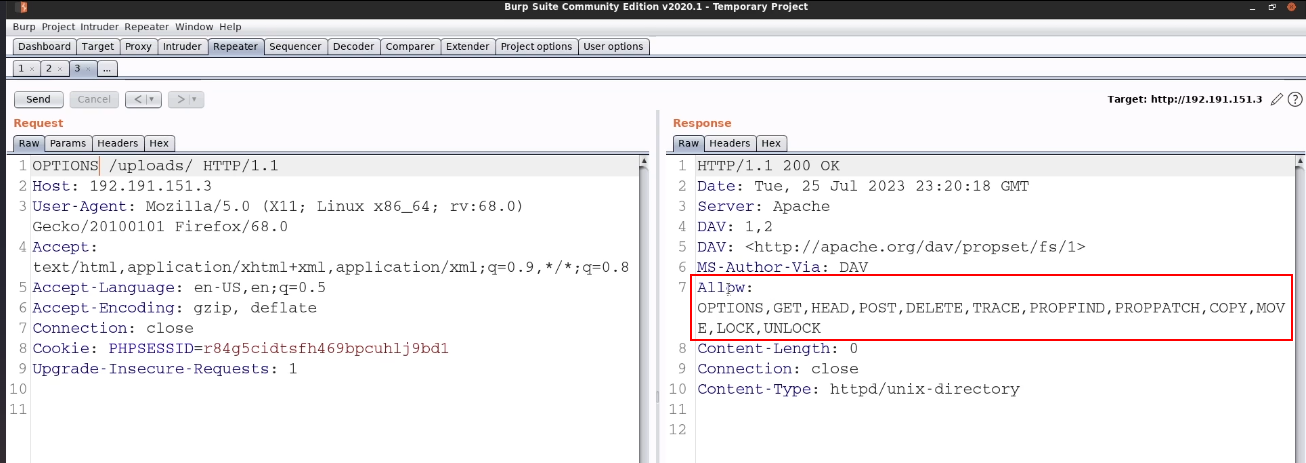 Burp Suite Community Edition v2020.1 - Temporary Project
Burp Project Intruder Repeater Window Help
Dashboard Target Proxy Intruder Repeater Sequencer Decoder Comparer Extender Project options User options
1 × 2 × 3 × ...
Send Cancel < | ▾ > | ▾ Target: http://192.191.151.3 ?
Request
Raw Params Headers Hex
1 OPTIONS /uploads/ HTTP/1.1
2 Host: 192.191.151.3
3 User-Agent: Mozilla/5.0 (X11; Linux x86_64; rv:68.0)
Gecko/20100101 Firefox/68.0
4 Accept:
text/html,application/xhtml+xml,application/xml;q=0.9,*/*;q=0.8
5 Accept-Language: en-US,en;q=0.5
6 Accept-Encoding: gzip, deflate
7 Connection: close
8 Cookie: PHPSESSID=r84g5cidtsfh469bpcuhlj9bd1
9 Upgrade-Insecure-Requests: 1
10
11
Response
Raw Headers Hex
1 HTTP/1.1 200 OK
2 Date: Tue, 25 Jul 2023 23:20:18 GMT
3 Server: Apache
4 DAV: 1,2
5 DAV: <http://apache.org/dav/propset/fs/1>
6 MS-Author-Via: DAV
7 Allow:
OPTIONS,GET,HEAD,POST,DELETE,TRACE,PROPFIND,PROPPATCH,COPY,MOV
E,LOCK,UNLOCK
8 Content-Length: 0
9 Connection: close
10 Content-Type: httpd/unix-directory
11
12